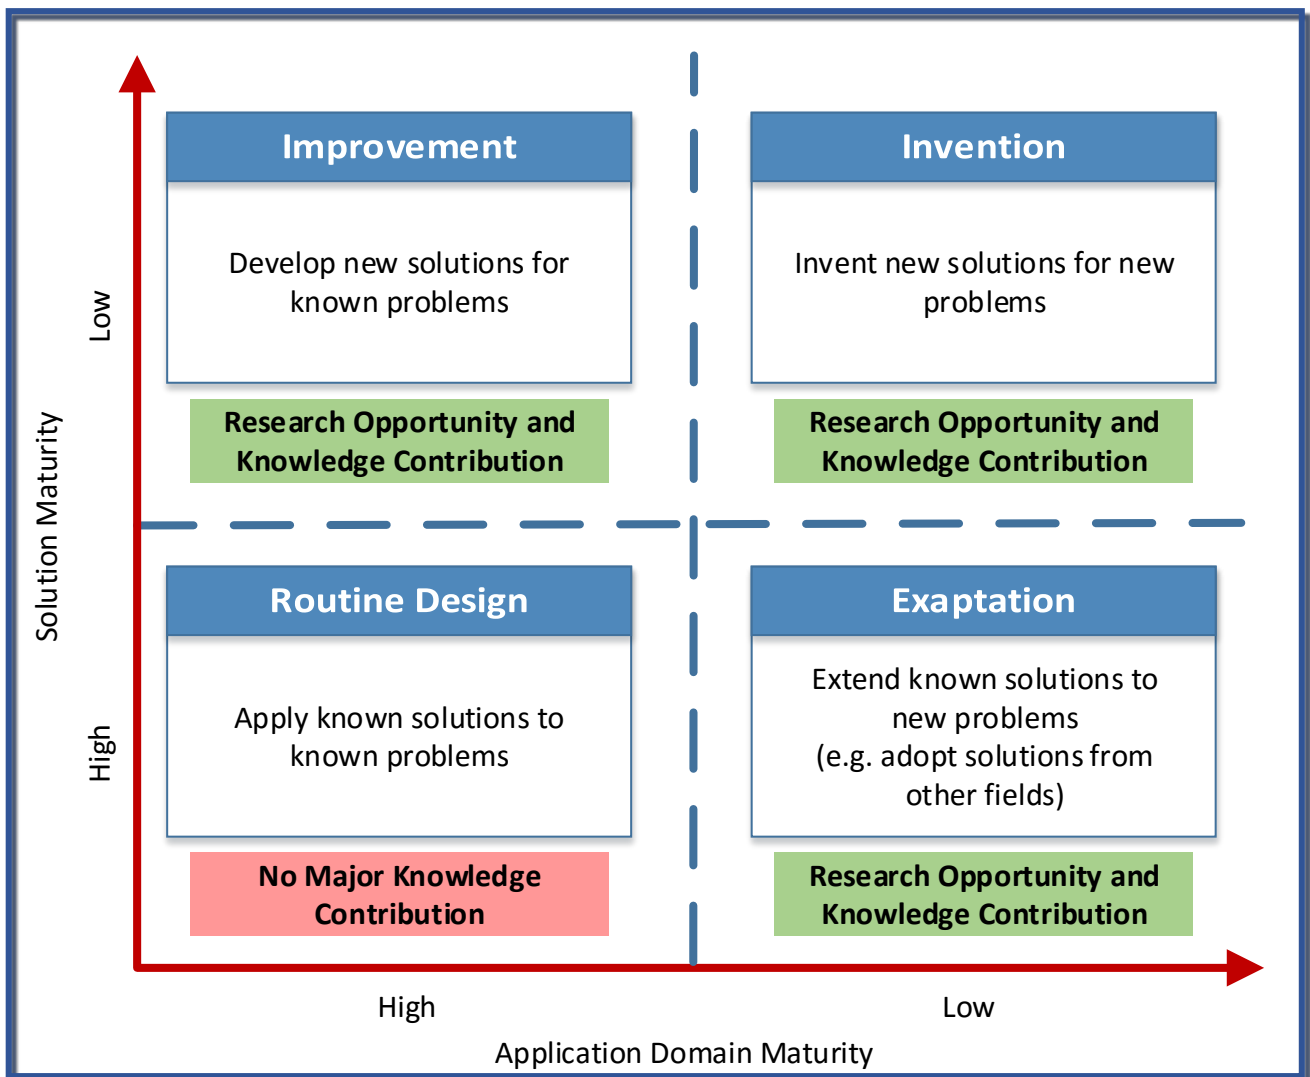 Improvement
Develop new solutions for
known problems
Research Opportunity and
Knowledge Contribution
Invention
Invent new solutions for new
problems
Research Opportunity and
Knowledge Contribution
Routine Design
Apply known solutions to
known problems
No Major Knowledge
Contribution
Exaptation
Extend known solutions to
new problems
(e.g. adopt solutions from
other fields)
Research Opportunity and
Knowledge Contribution
Solution Maturity
Low
High
High
Low
Application Domain Maturity